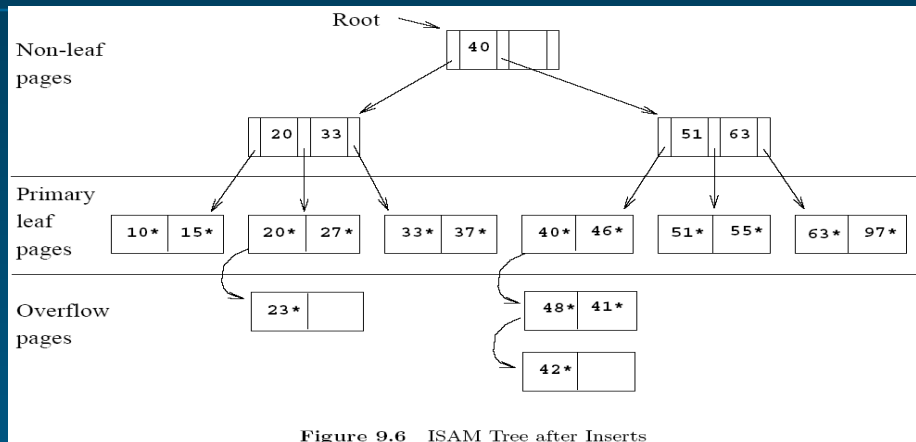 Root
Non-leaf
pages
40
20 33
51 63
Primary
leaf
pages
10* 15*
20* 27*
33* 37*
40* 46*
51* 55*
63* 97*
Overflow
pages
23*
48* 41*
42*
Figure 9.6 ISAM Tree after Inserts